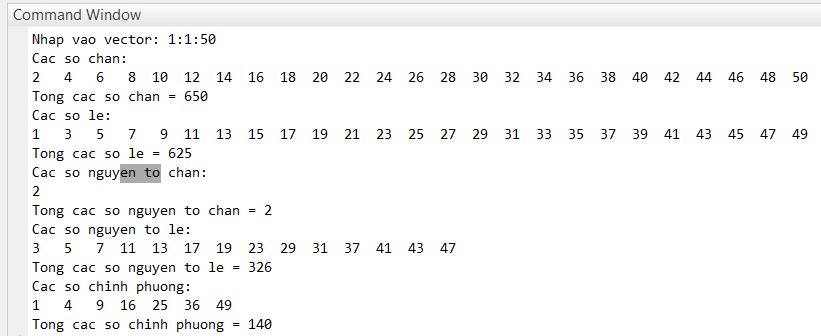 Command Window
Nhap vao vector: 1:1:50
Cac so chan:
2 4 6 8 10 12 14 16 18 20 22 24 26 28 30 32 34 36 38 40 42 44 46 48 50
Tong cac so chan = 650
Cac so le:
1 3 5 7 9 11 13 15 17 19 21 23 25 27 29 31 33 35 37 39 41 43 45 47 49
Tong cac so le = 625
Cac so nguyen to chan:
2
Tong cac so nguyen to chan = 2
Cac so nguyen to le:
3 5 7 11 13 17 19 23 29 31 37 41 43 47
Tong cac so nguyen to le = 326
Cac so chinh phuong:
1 4 9 16 25 36 49
Tong cac so chinh phuong = 140